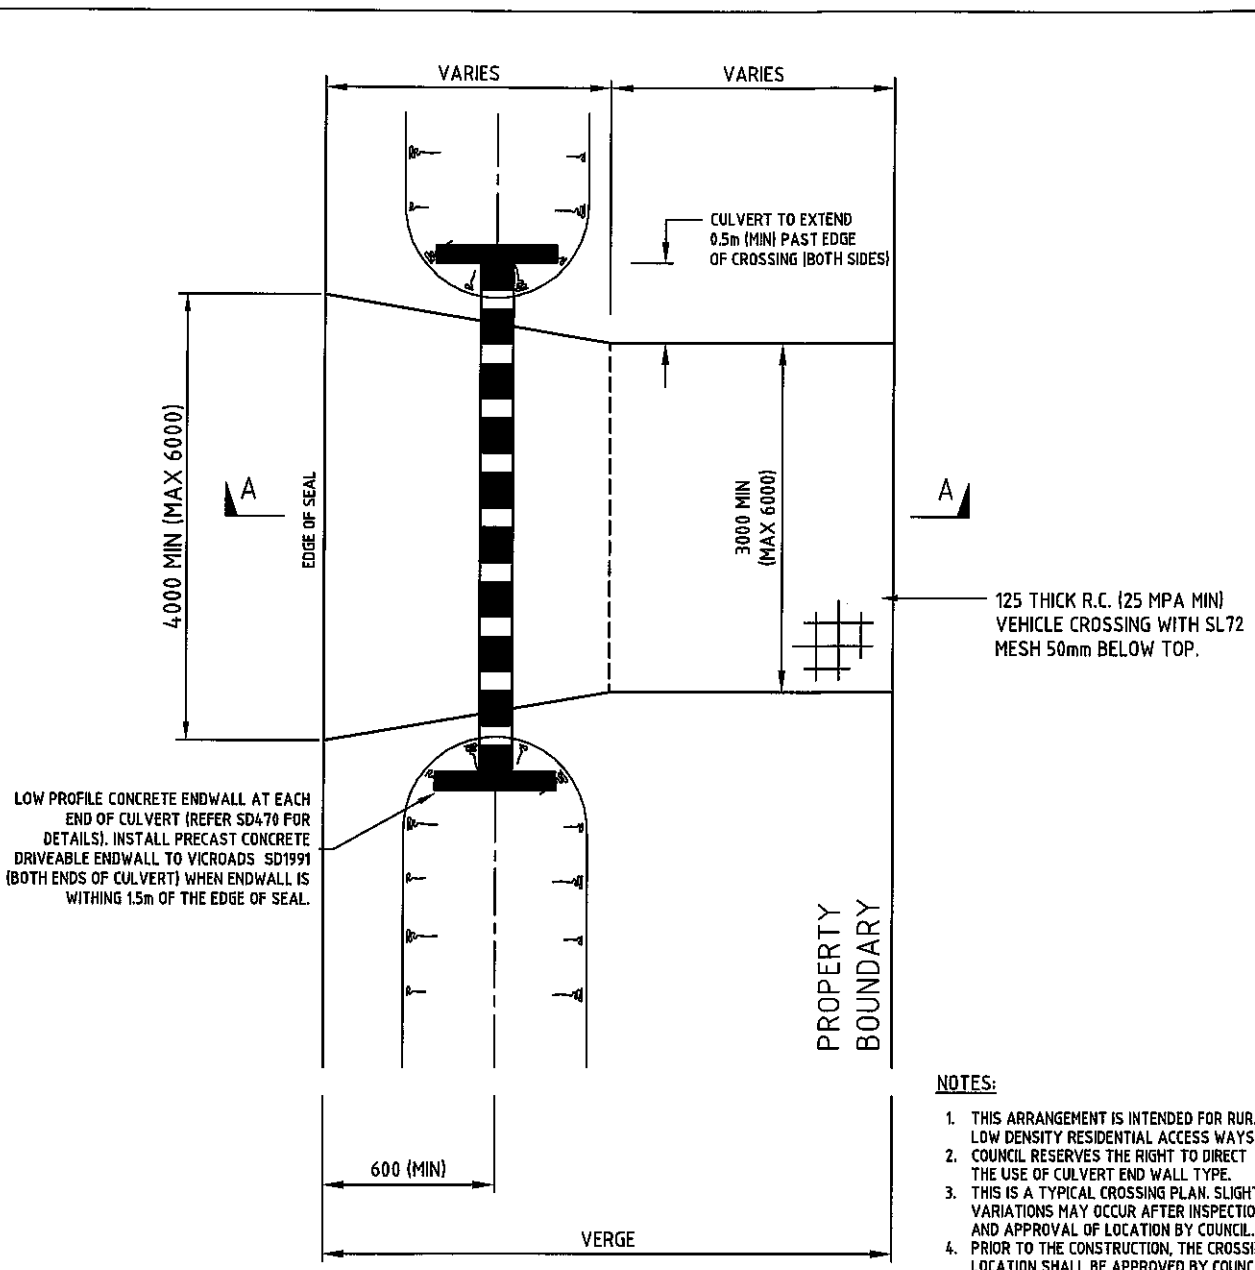 VARIES
VARIES
CULVERT TO EXTEND
0.5m (MIN) PAST EDGE
OF CROSSING (BOTH SIDES)
4000 MIN (MAX 6000)
A
EDGE OF SEAL
3000 MIN
(MAX 6000)
A
125 THICK R.C. (25 MPA MIN)
VEHICLE CROSSING WITH SL72
MESH 50mm BELOW TOP.
LOW PROFILE CONCRETE ENDWALL AT EACH
END OF CULVERT (REFER SD470 FOR
DETAILS). INSTALL PRECAST CONCRETE
DRIVEABLE ENDWALL TO VICROADS SD1991
(BOTH ENDS OF CULVERT) WHEN ENDWALL IS
WITHING 1.5m OF THE EDGE OF SEAL.
PROPERTY
BOUNDARY
600 (MIN)
VERGE
NOTES:
1. THIS ARRANGEMENT IS INTENDED FOR
LOW DENSITY RESIDENTIAL ACCESS WAYS
2. COUNCIL RESERVES THE RIGHT TO DIRECT
THE USE OF CULVERT END WALL TYPE.
3. THIS IS A TYPICAL CROSSING PLAN. SLIGHT
VARIATIONS MAY OCCUR AFTER
AND APPROVAL OF LOCATION BY COUNCIL.
4. PRIOR TO THE CONSTRUCTION, THE
LOCATION SHALL BE APPROVED BY